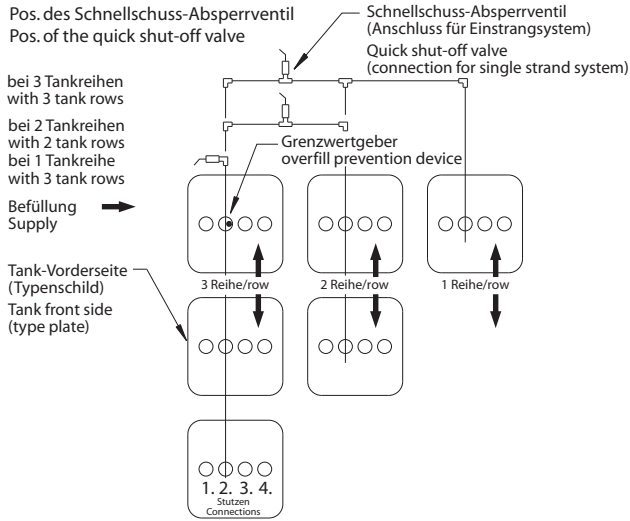 Pos. des Schnellschuss-Absperrventil
Pos. of the quick shut-off valve
Schnellschuss-Absperrventil
(Anschluss für Einstrangsystem)
Quick shut-off valve
(connection for single strand system)
bei 3 Tankreihen
with 3 tank rows
bei 2 Tankreihen
with 2 tank rows
bei 1 Tankreihe
with 3 tank rows
Grenzwertgeber
overfill prevention device
Befüllung
Supply
Tank-Vorderseite
(Typenschild)
Tank front side
(type plate)
3 Reihe/row
2 Reihe/row
1 Reihe/row
1. 2. 3. 4.
Stutzen
Connections